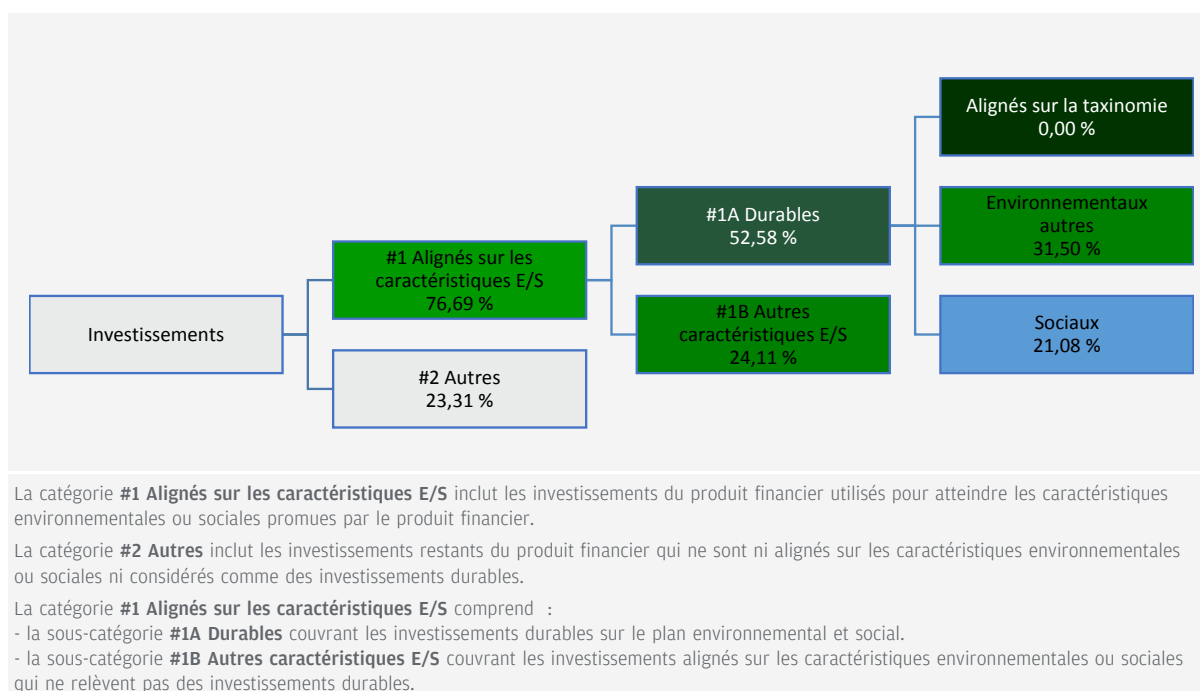 Investissements
#1 Alignés sur les
caractéristiques E/S
76,69 %
#2 Autres
23,31 %
#1A Durables
52,58 %
#1B Autres
caractéristiques E/S
24,11 %
Alignés sur la taxinomie
0,00 %
Environnementaux
autres
31,50 %
Sociaux
21,08 %
La catégorie #1 Alignés sur les caractéristiques E/S inclut les investissements du produit financier utilisés pour atteindre les caractéristiques
environnementales ou sociales promues par le produit financier.
La catégorie #2 Autres inclut les investissements restants du produit financier qui ne sont ni alignés sur les caractéristiques environnementales
ou sociales ni considérés comme des investissements durables.
La catégorie #1 Alignés sur les caractéristiques E/S comprend :
- la sous-catégorie #1A Durables couvrant les investissements durables sur le plan environnemental et social.
- la sous-catégorie #1B Autres caractéristiques E/S couvrant les investissements alignés sur les caractéristiques environnementales ou sociales
qui ne relèvent pas des investissements durables.